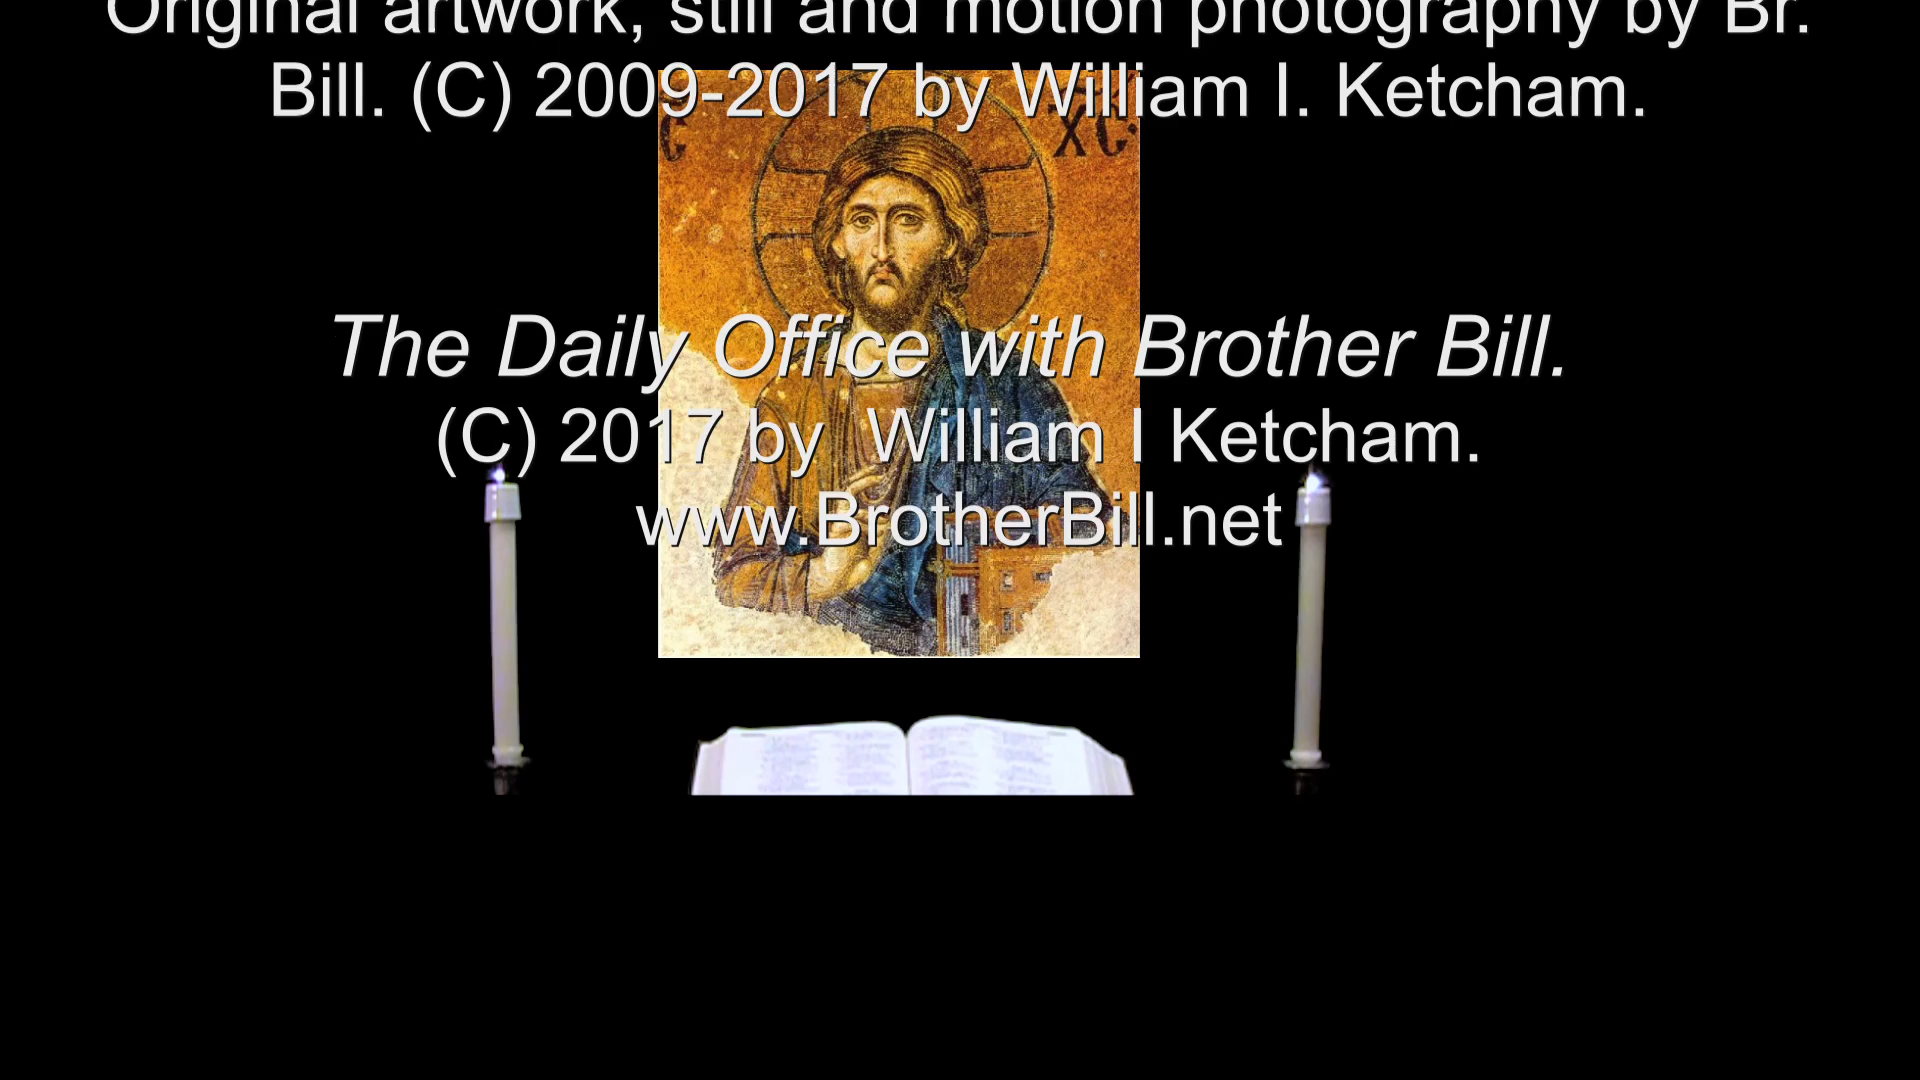 Original artwork, still and motion photography by Br.
Bill. (C) 2009-2017 by William I. Ketcham.
C
XC
The Daily Office with Brother Bill.
(C) 2017 by William I Ketcham.
www.BrotherBill.net